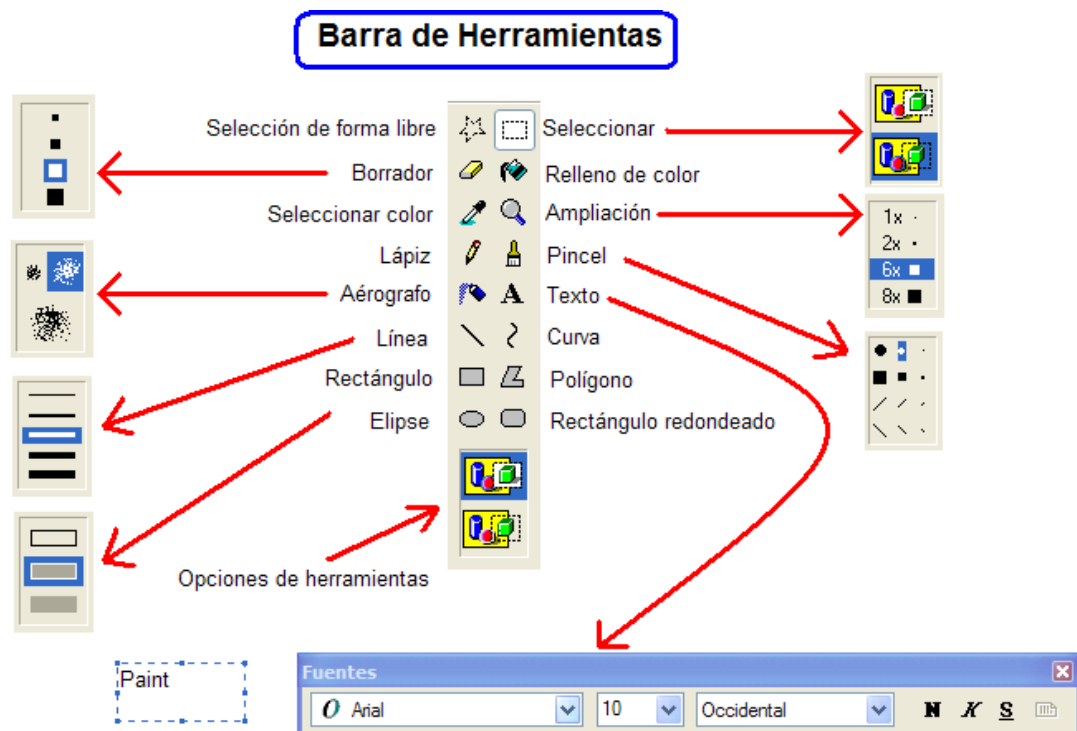 Barra de Herramientas
Selección de forma libre
Seleccionar
Borrador
Relleno de color
Seleccionar color
Ampliación
Lápiz
Pincel
Aérografo
Texto
Línea
Curva
Rectángulo
Polígono
Elipse
Rectángulo redondeado
Opciones de herramientas
1x
2x
6x
8x
A
Paint
Fuentes
O Arial
10
Occidental
N K S